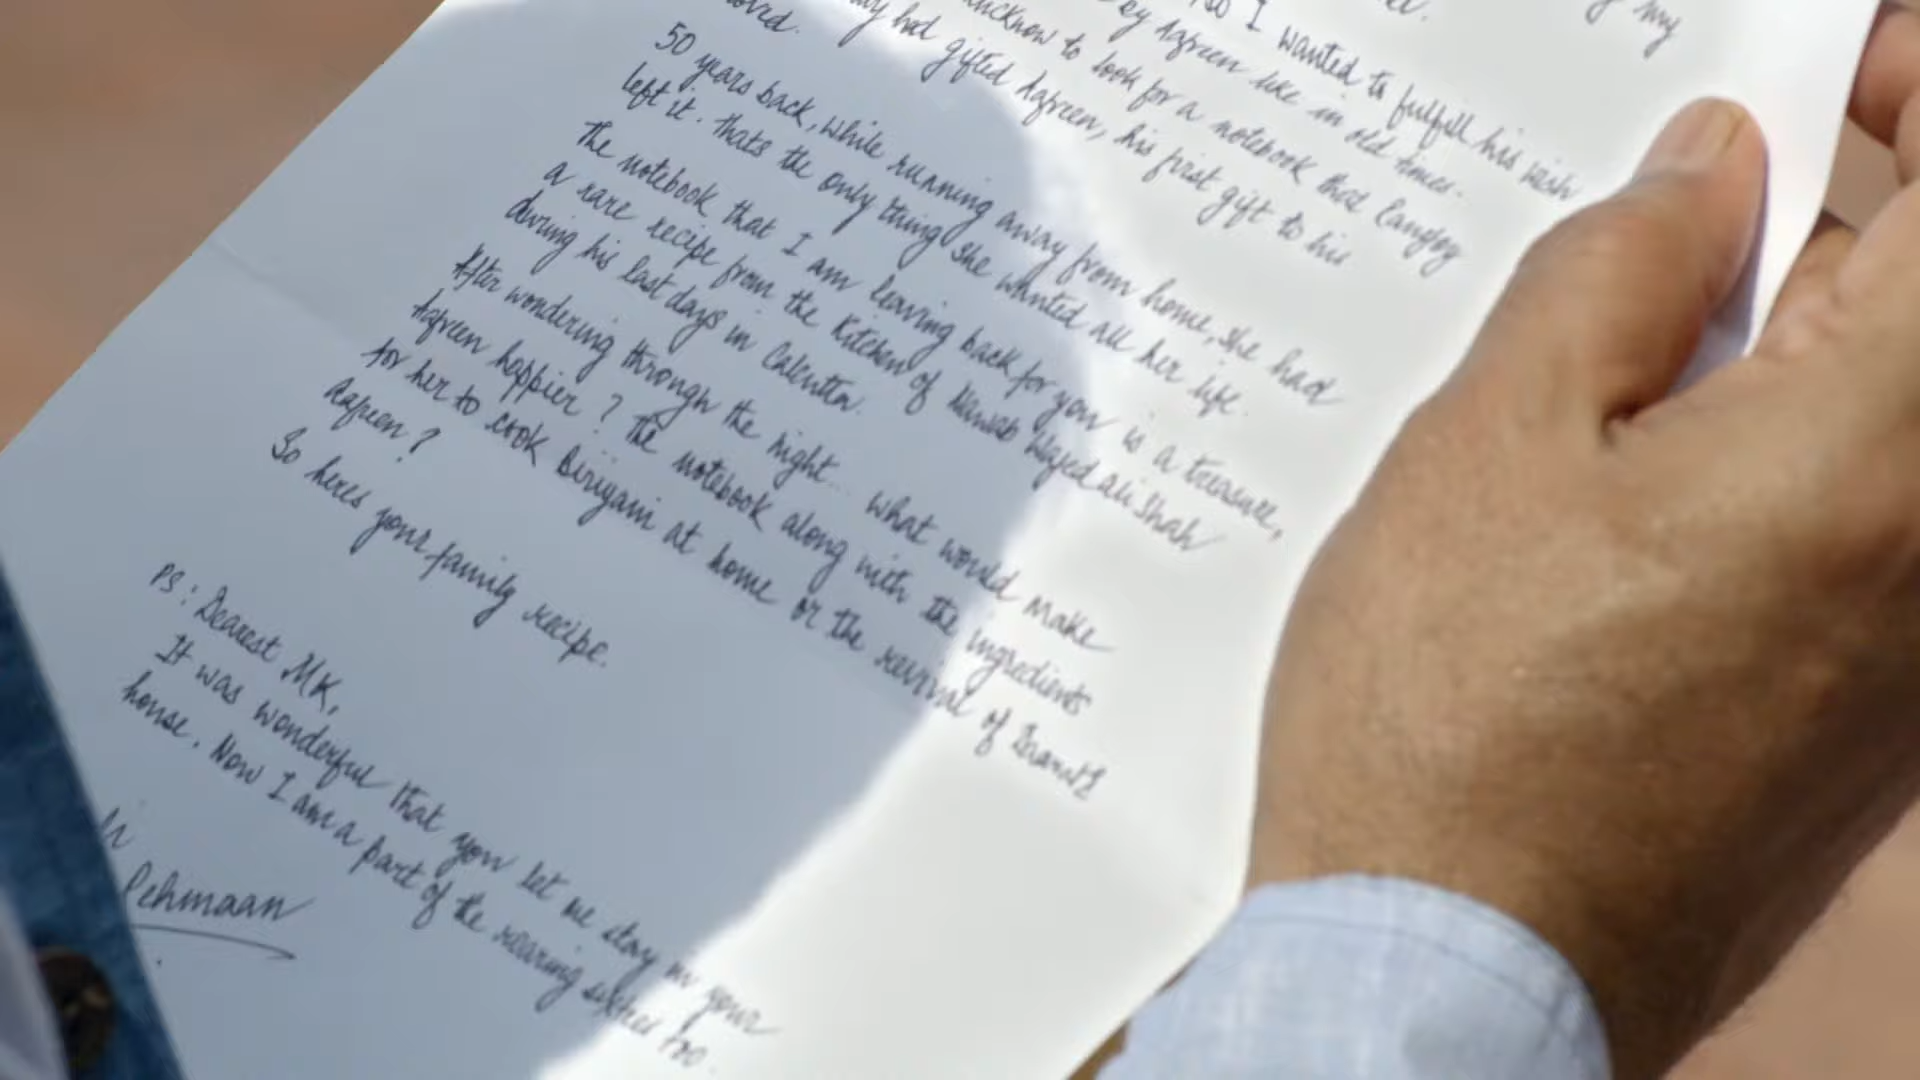 my
I wanted to fulfill his wish
by Agreen like in old times.
Lucknow to look for a notebook that
had gifted Agreen, his first gift to his
loved.
50 years back, while running away from home, she had
left it. thats the only thing she wanted all her life.
The notebook that I am leaving back for you is a treasure,
a rare recipe from the Kitchen of Nawab Wajed ali Shah
during his last days in Calcutta.
After wondering through the night... what would make
Agreen happier? The notebook along with the ingredients
for her to cook Biriyani at home or the revival of
Agreen?
So heres your family recipe.
PS: Dearest MK,
It was wonderful that you let me stay in your
house. Now I am a part of the roaring sixties too.
Rehmaan